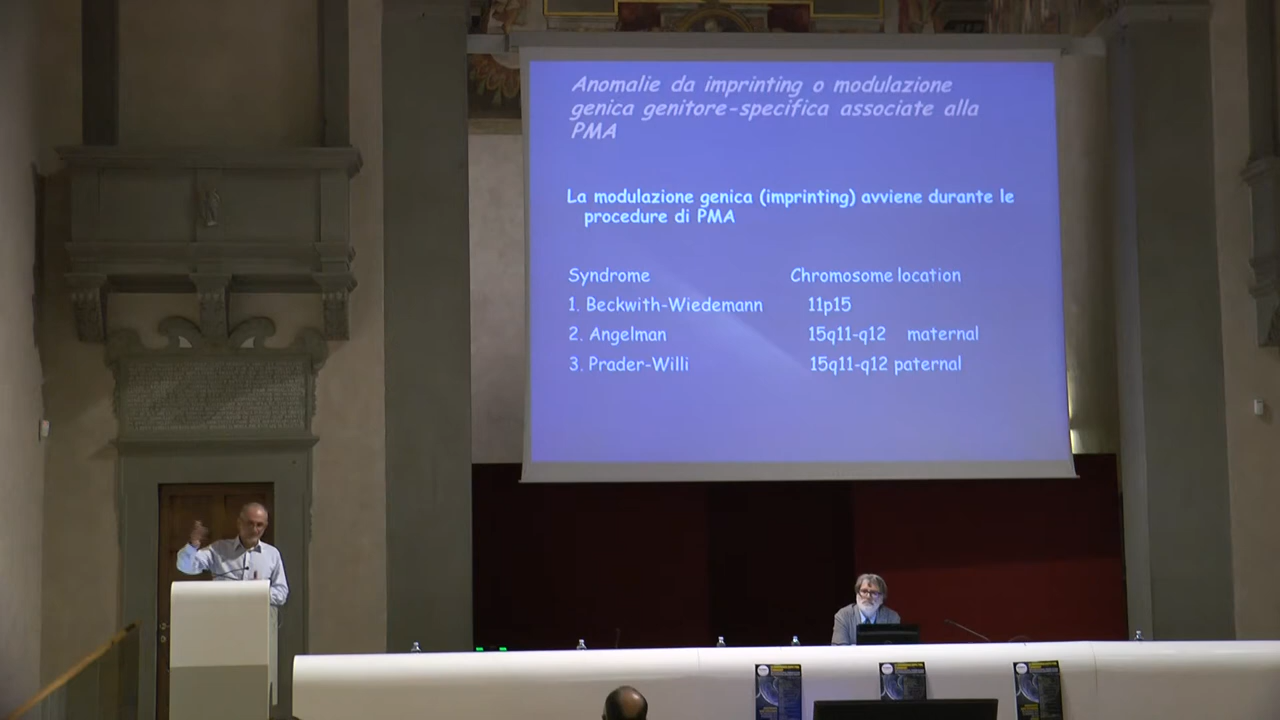 Anomalie da imprinting o modulazione
genica genitore-specifica associate alla
PMA
La modulazione genica (imprinting) avviene durante le
procedure di PMA
Syndrome Chromosome location
1. Beckwith-Wiedemann 11p15
2. Angelman 15q11-q12 maternal
3. Prader-Willi 15q11-q12 paternal